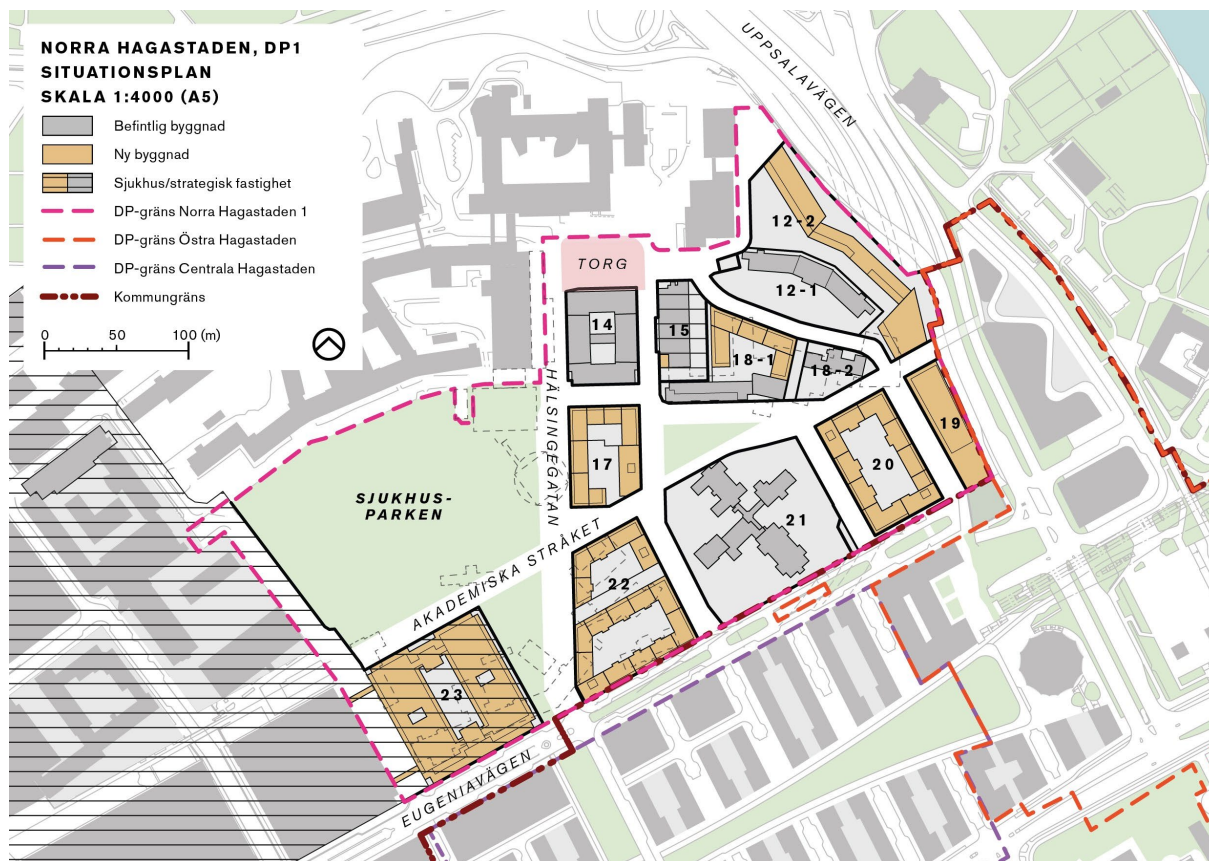 NORRA HAGASTADEN, DP1
SITUATIONSPLAN
SKALA 1:4000 (A5)
Befintlig byggnad
Ny byggnad
Sjukhus/strategisk fastighet
DP-gräns Norra Hagastaden 1
DP-gräns Östra Hagastaden
DP-gräns Centrala Hagastaden
Kommungräns
0 50 100 (m)
UPPSALAVÄGEN
12-2
TORG
12-1
14
15
18-1
18-2
HÄLSINGEGATAN
19
17
20
SJUKHUS-
PARKEN
21
AKADEMISKA STRÅKET
22
23
EUGENIAVÄGEN